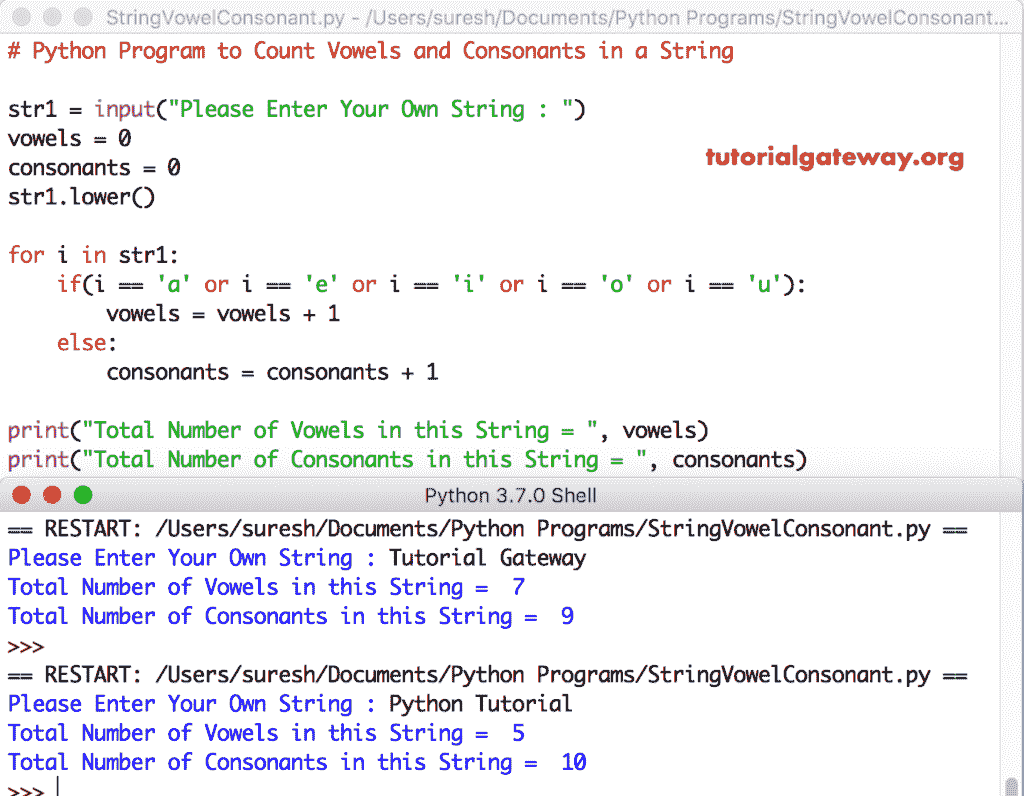 StringVowelConsonant.py - /Users/suresh/Documents/Python Programs/StringVowelConsonant...
# Python Program to Count Vowels and Consonants in a String
str1 = input("Please Enter Your Own String : ")
vowels = 0
consonants = 0
tutorialgateway.org
str1.lower()
for i in str1:
    if(i == 'a' or i == 'e' or i == 'i' or i == 'o' or i == 'u'):
        vowels = vowels + 1
    else:
        consonants = consonants + 1
print("Total Number of Vowels in this String = ", vowels)
print("Total Number of Consonants in this String = ", consonants)
Python 3.7.0 Shell
== RESTART: /Users/suresh/Documents/Python Programs/StringVowelConsonant.py ==
Please Enter Your Own String : Tutorial Gateway
Total Number of Vowels in this String =  7
Total Number of Consonants in this String =  9
>>>
== RESTART: /Users/suresh/Documents/Python Programs/StringVowelConsonant.py ==
Please Enter Your Own String : Python Tutorial
Total Number of Vowels in this String =  5
Total Number of Consonants in this String =  10
>>>